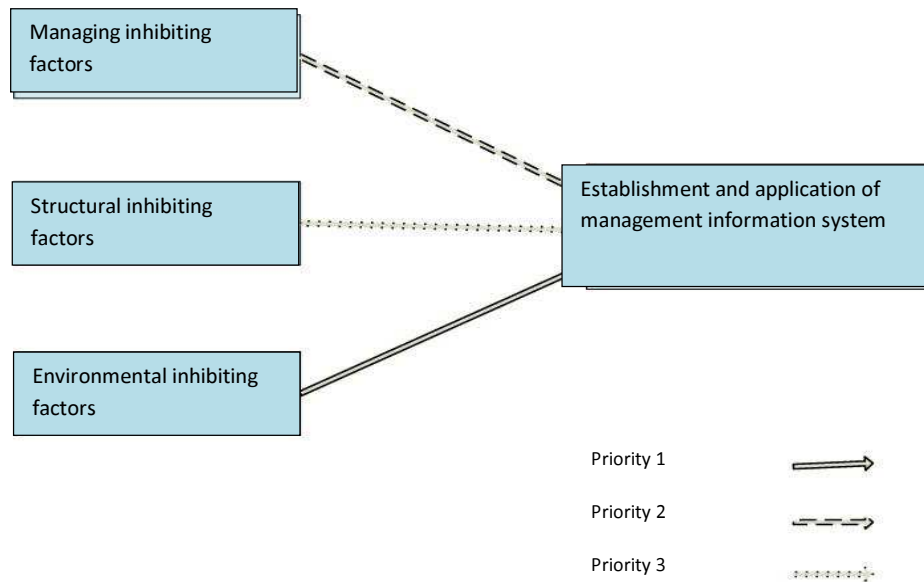 Managing inhibiting
factors
Structural inhibiting
factors
Establishment and application of
management information system
Environmental inhibiting
factors
Priority 1
Priority 2
Priority 3